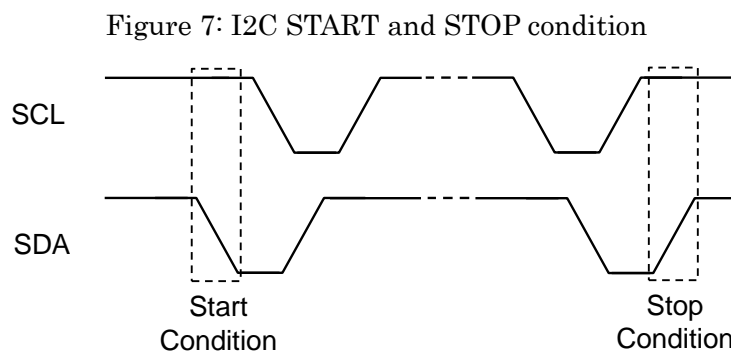 Figure 7: I2C START and STOP condition
SCL
SDA
Start
Condition
Stop
Condition